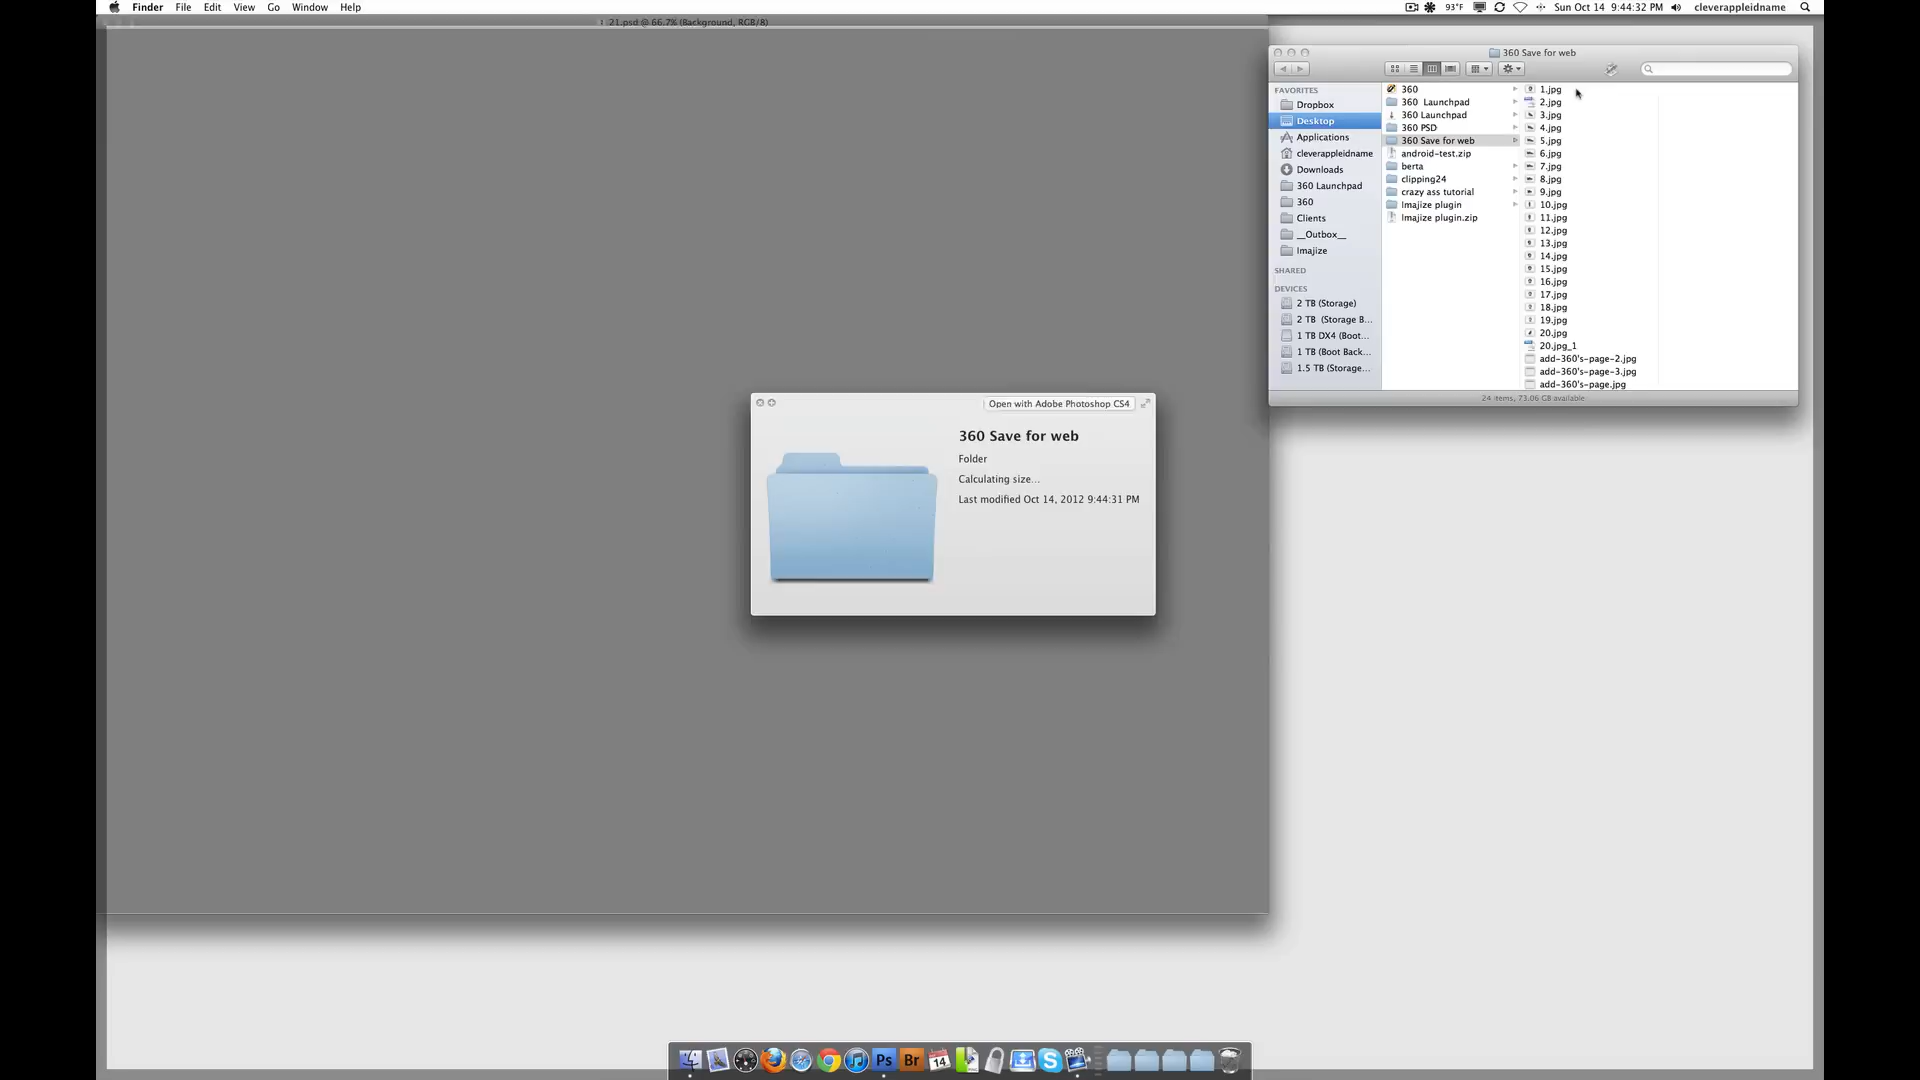 Finder File Edit View Go Window Help
93°F Sun Oct 14 9:44:32 PM cleverappleidname
21.psd @ 66.7% (Background, RGB/8)
360 Save for web
FAVORITES
Dropbox
Desktop
Applications
cleverappleidname
Downloads
360 Launchpad
360
Clients
__Outbox__
Imajize
SHARED
DEVICES
2 TB (Storage)
2 TB (Storage B...
1 TB DX4 (Boot...
1 TB (Boot Back...
1.5 TB (Storage...
360
360 Launchpad
360 Launchpad
360 PSD
360 Save for web
android-test.zip
berta
clipping24
crazy ass tutorial
Imajize plugin
Imajize plugin.zip
1.jpg
2.jpg
3.jpg
4.jpg
5.jpg
6.jpg
7.jpg
8.jpg
9.jpg
10.jpg
11.jpg
12.jpg
13.jpg
14.jpg
15.jpg
16.jpg
17.jpg
18.jpg
19.jpg
20.jpg
20.jpg_1
add-360's-page-2.jpg
add-360's-page-3.jpg
add-360's-page.jpg
24 items, 73.06 GB available
Open with Adobe Photoshop CS4
360 Save for web
Folder
Calculating size...
Last modified Oct 14, 2012 9:44:31 PM
Ps Br 14